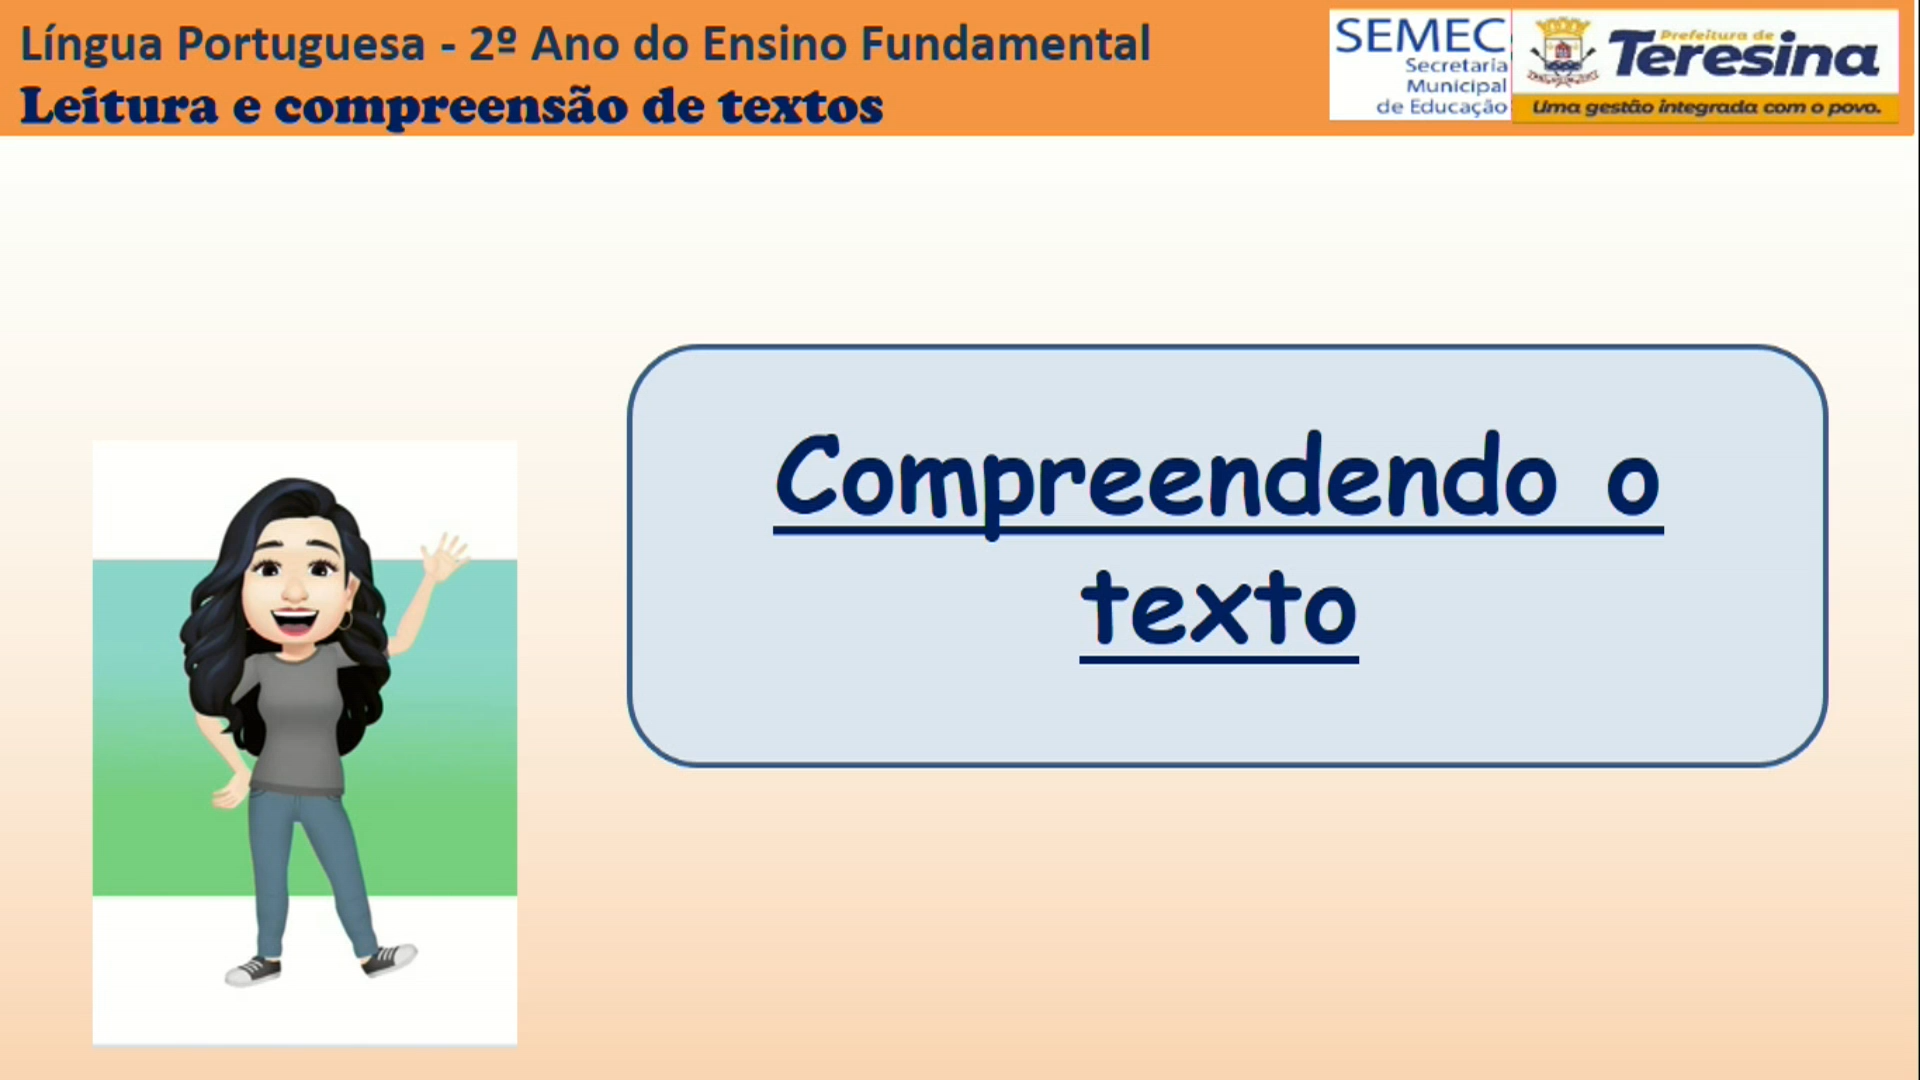 Língua Portuguesa - 2º Ano do Ensino Fundamental
Leitura e compreensão de textos
SEMEC
Secretaria
Municipal
de Educação
Prefeitura de
Teresina
Uma gestão integrada com o povo.
Compreendendo o
texto